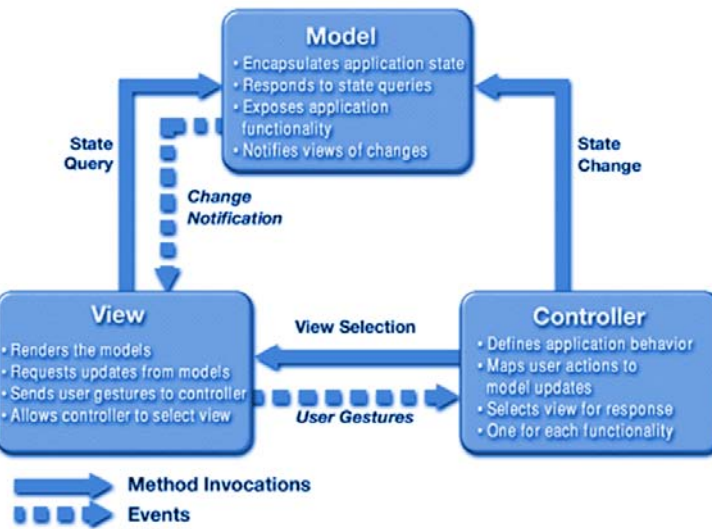 Model
• Encapsulates application state
• Responds to state queries
• Exposes application
functionality
• Notifies views of changes
State
Query
State
Change
Change
Notification
View
• Renders the models
• Requests updates from models
• Sends user gestures to controller
• Allows controller to select view
View Selection
User Gestures
Controller
• Defines application behavior
• Maps user actions to
model updates
• Selects view for response
• One for each functionality
Method Invocations
Events